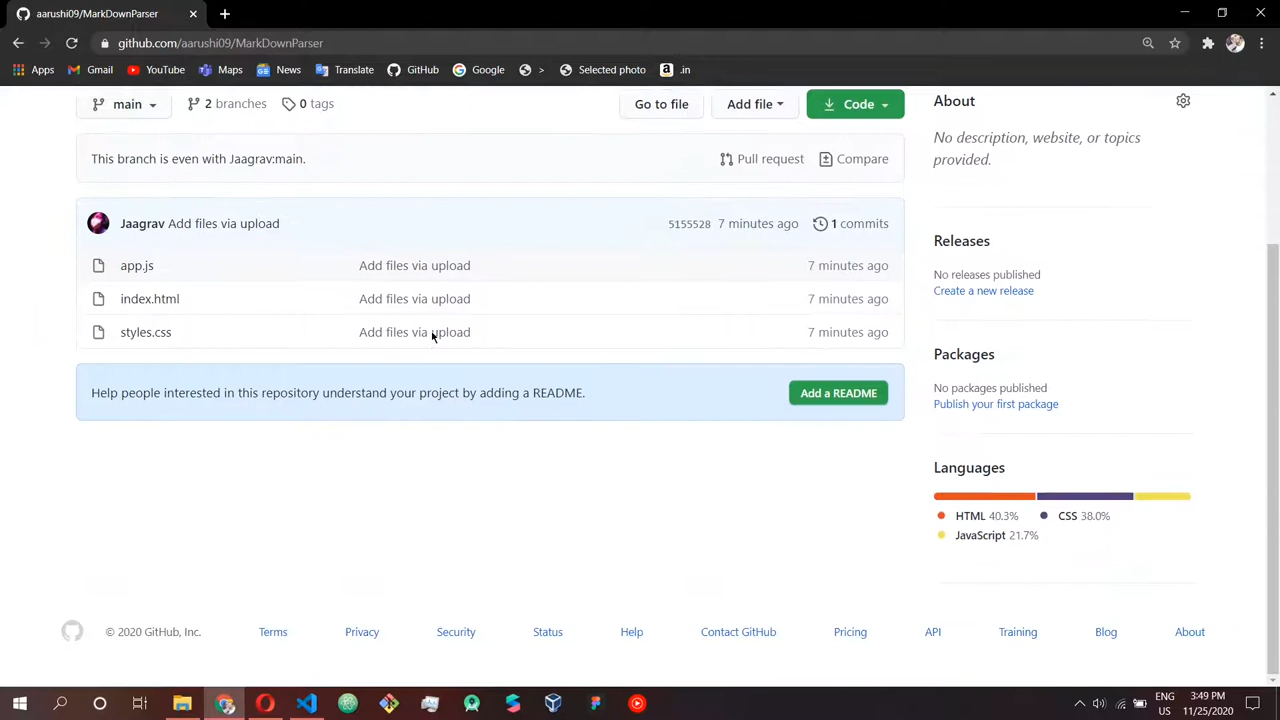 aarushi09/MarkDownParser
github.com/aarushi09/MarkDownParser
Apps Gmail YouTube Maps News Translate GitHub Google > Selected photo .in
main 2 branches 0 tags Go to file Add file Code
This branch is even with Jaagrav:main. Pull request Compare
Jaagrav Add files via upload 5155528 7 minutes ago 1 commits
app.js Add files via upload 7 minutes ago
index.html Add files via upload 7 minutes ago
styles.css Add files via upload 7 minutes ago
Help people interested in this repository understand your project by adding a README. Add a README
About
No description, website, or topics
provided.
Releases
No releases published
Create a new release
Packages
No packages published
Publish your first package
Languages
HTML 40.3% CSS 38.0%
JavaScript 21.7%
© 2020 GitHub, Inc. Terms Privacy Security Status Help Contact GitHub Pricing API Training Blog About
ENG 3:49 PM
US 11/25/2020